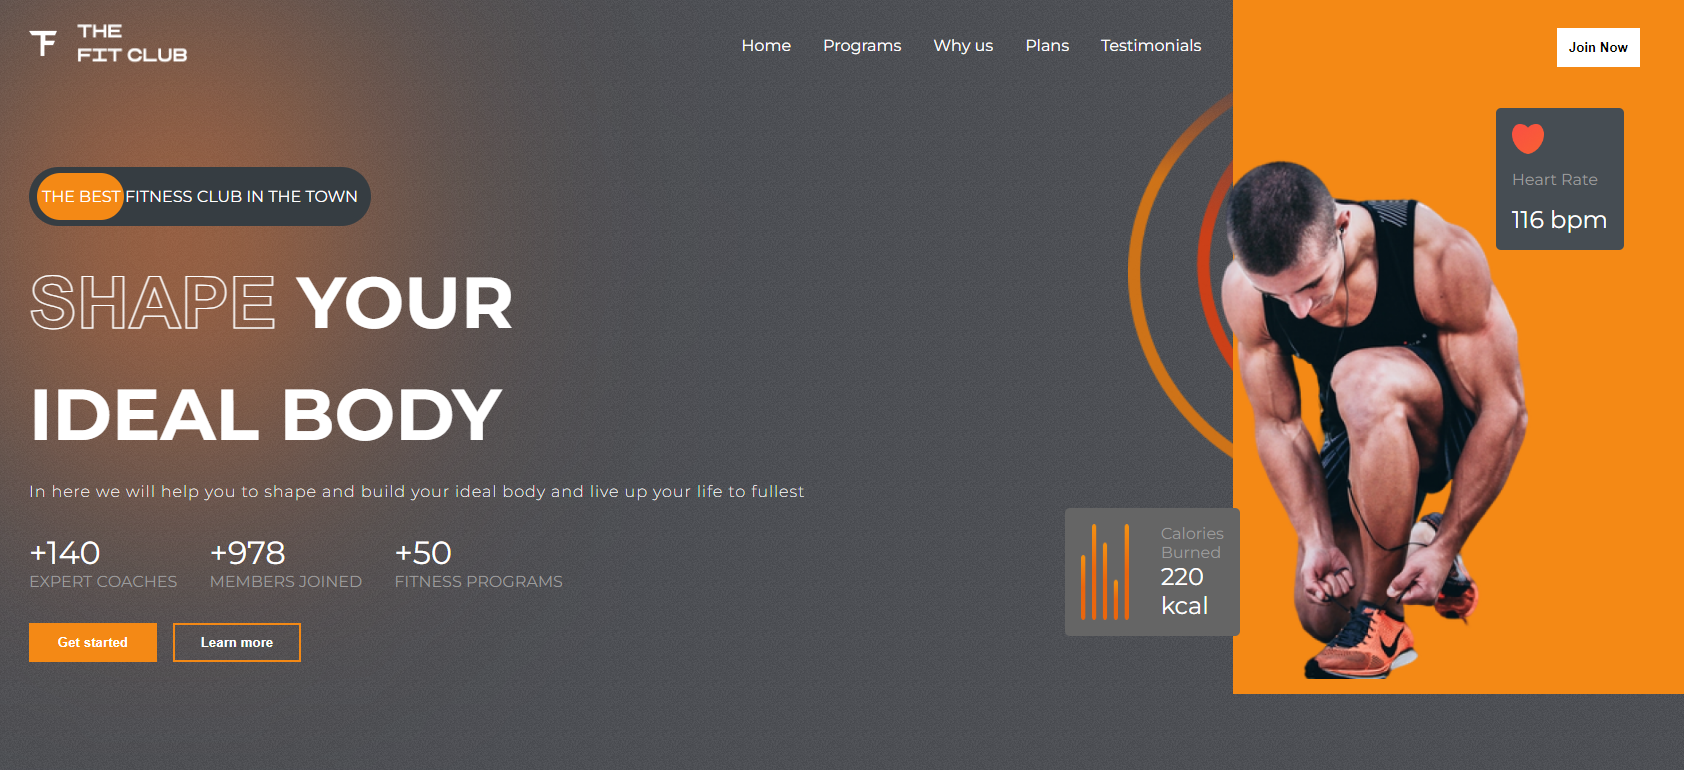 THE
FIT CLUB
Home Programs Why us Plans Testimonials
Join Now
THE BEST FITNESS CLUB IN THE TOWN
SHAPE YOUR
IDEAL BODY
In here we will help you to shape and build your ideal body and live up your life to fullest
+140 +978 +50
EXPERT COACHES MEMBERS JOINED FITNESS PROGRAMS
Get started Learn more
Heart Rate
116 bpm
Calories
Burned
220
kcal